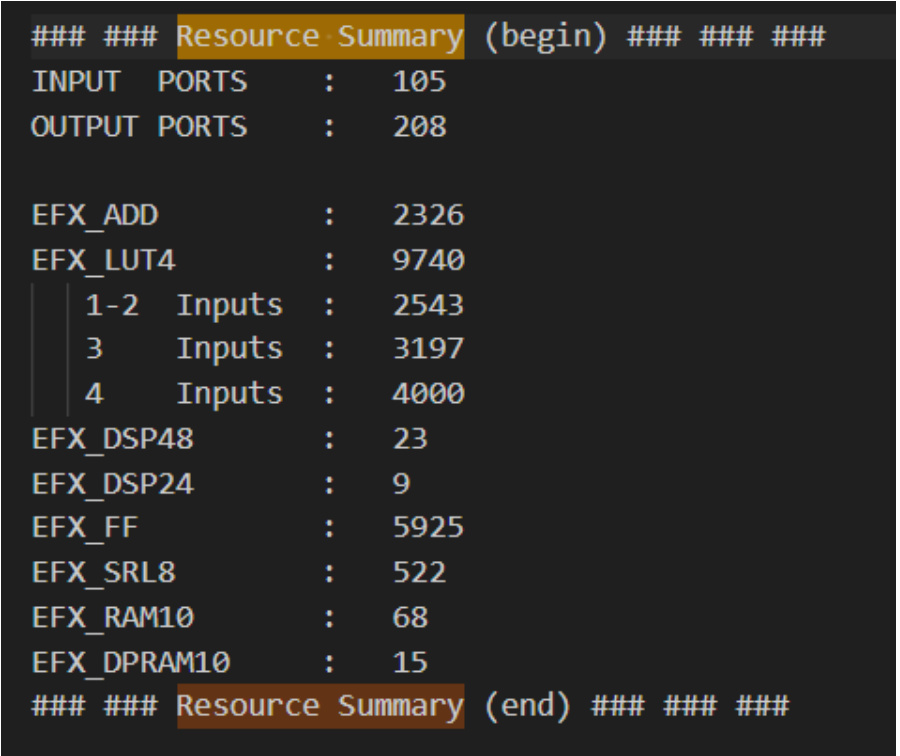 ### ### Resource Summary (begin) ### ### ###
INPUT  PORTS    :   105
OUTPUT PORTS    :   208

EFX_ADD         :   2326
EFX_LUT4        :   9740
   1-2  Inputs  :   2543
   3    Inputs  :   3197
   4    Inputs  :   4000
EFX_DSP48       :   23
EFX_DSP24       :   9
EFX_FF          :   5925
EFX_SRL8        :   522
EFX_RAM10       :   68
EFX_DPRAM10     :   15
### ### Resource Summary (end) ### ### ###